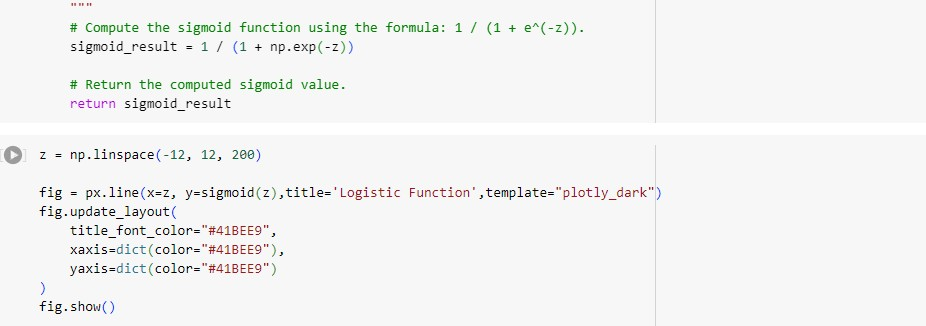 """
# Compute the sigmoid function using the formula: 1 / (1 + e^(-z)).
sigmoid_result = 1 / (1 + np.exp(-z))
# Return the computed sigmoid value.
return sigmoid_result
z = np.linspace(-12, 12, 200)
fig = px.line(x=z, y=sigmoid(z),title='Logistic Function',template="plotly_dark")
fig.update_layout(
title_font_color="#41BEE9",
xaxis=dict(color="#41BEE9"),
yaxis=dict(color="#41BEE9")
)
fig.show()